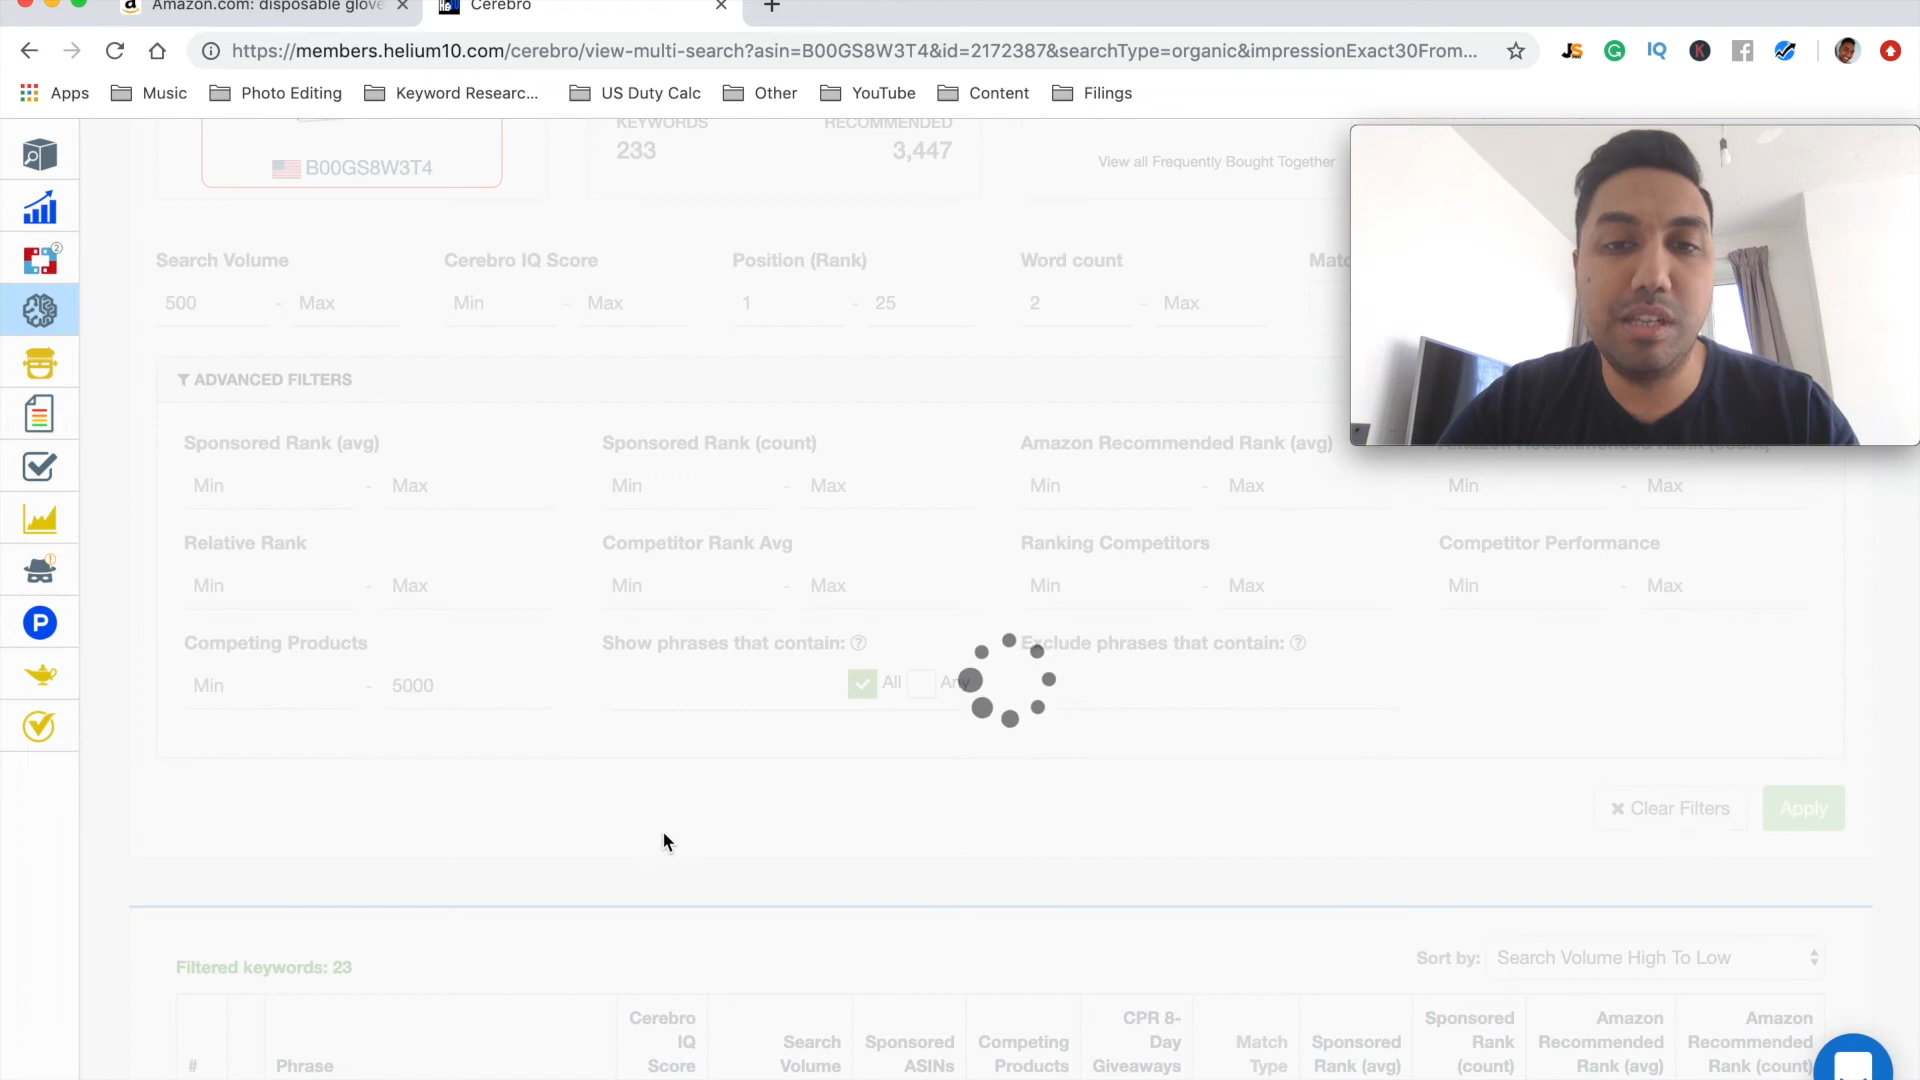 Amazon.com: disposable glove
Cerebro
https://members.helium10.com/cerebro/view-multi-search?asin=B00GS8W3T4&id=2172387&searchType=organic&impressionExact30From...
Apps Music Photo Editing Keyword Researc... US Duty Calc Other YouTube Content Filings
KEYWORDS RECOMMENDED
233 3,447
B00GS8W3T4
View all Frequently Bought Together
Search Volume Cerebro IQ Score Position (Rank) Word count
500 - Max Min - Max 1 - 25 2 - Max
ADVANCED FILTERS
Sponsored Rank (avg) Sponsored Rank (count) Amazon Recommended Rank (avg)
Min - Max Min - Max Min - Max Min - Max
Relative Rank Competitor Rank Avg Ranking Competitors Competitor Performance
Min - Max Min - Max Min - Max Min - Max
Competing Products Show phrases that contain: Exclude phrases that contain:
Min - 5000 All Any
Clear Filters Apply
Filtered keywords: 23
Sort by: Search Volume High To Low
# Phrase Cerebro IQ Score Search Volume Sponsored ASINs Competing Products CPR 8-Day Giveaways Match Type Sponsored Rank (avg) Sponsored Rank (count) Amazon Recommended Rank (avg) Amazon Recommended Rank (count)